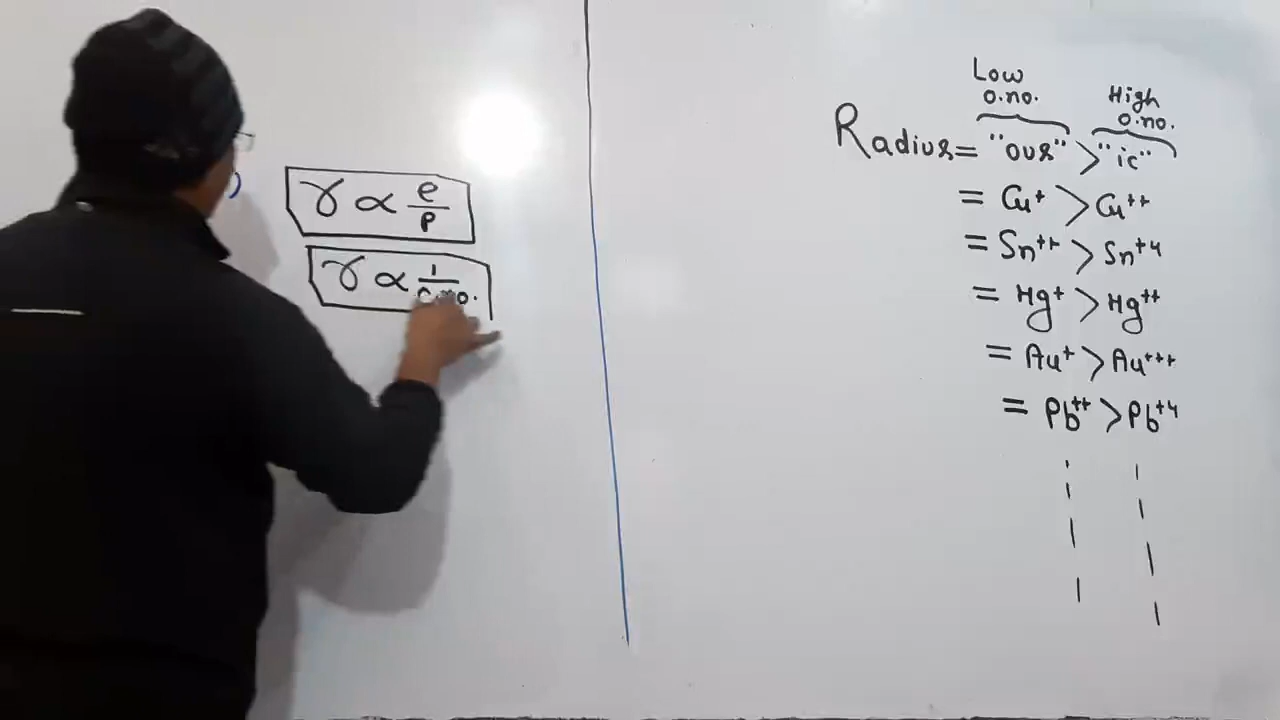 r ∝ e/p
r ∝ 1/
Low High
o.no. o.no.
Radius = "ous" > "ic"
= Cu+ > Cu++
= Sn++ > Sn+4
= Hg+ > Hg++
= Au+ > Au+++
= Pb++ > Pb+4